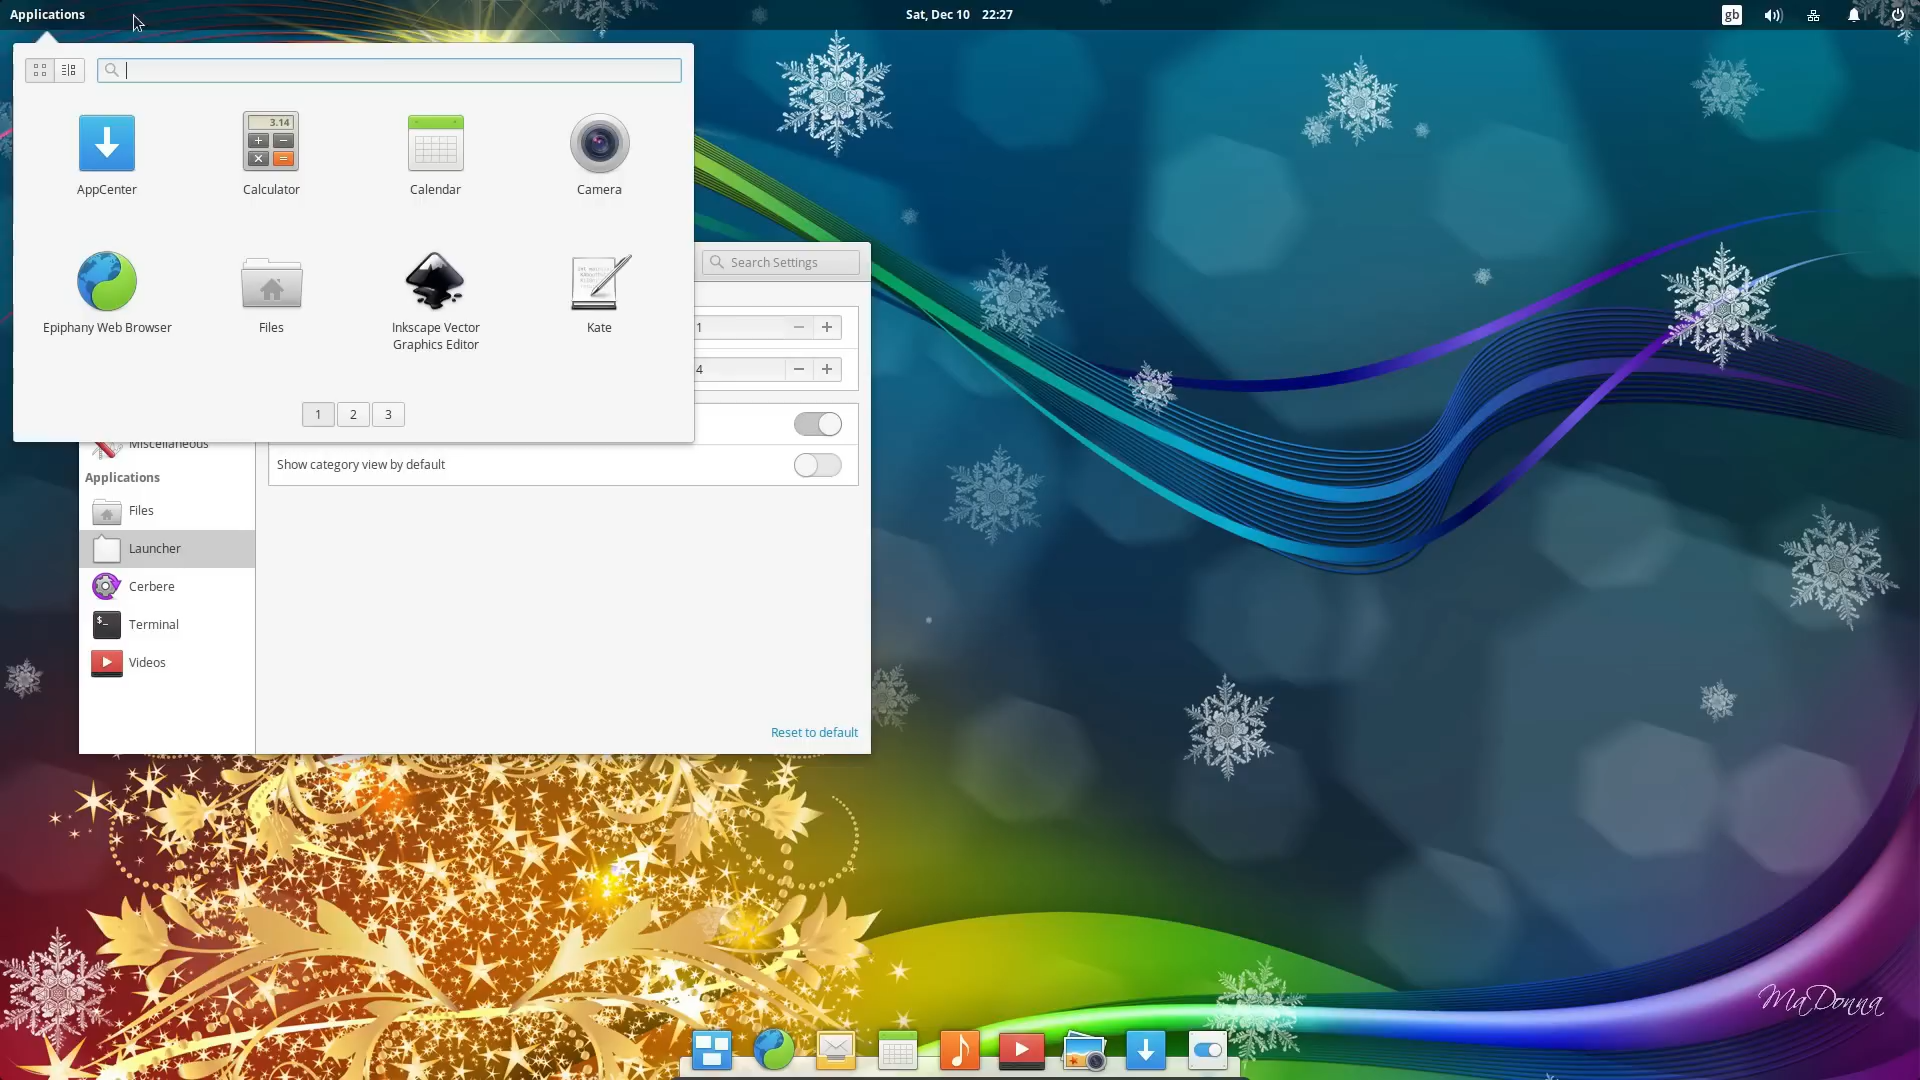 Applications
Sat, Dec 10 22:27
gb
3.14
AppCenter
Calculator
Calendar
Camera
Epiphany Web Browser
Files
Inkscape Vector
Graphics Editor
Kate
1
2
3
Search Settings
1
4
Show category view by default
Miscellaneous
Applications
Files
Launcher
Cerbere
$_
Terminal
Videos
Reset to default
MaDonna